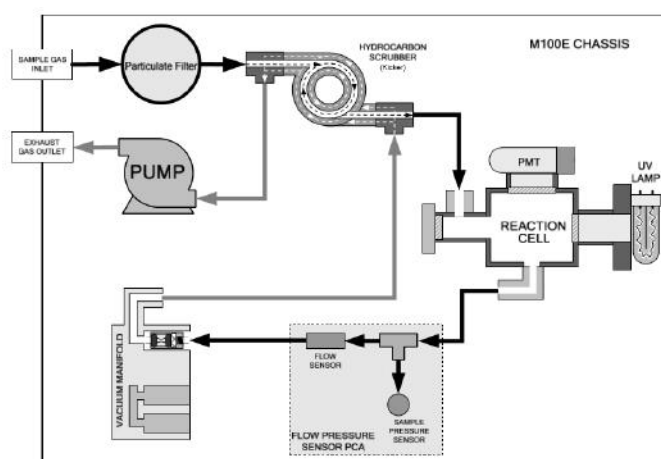 M100E CHASSIS
SAMPLE GAS
INLET
Particulate Filter
HYDROCARBON
SCRUBBER
(Kicker)
EXHAUST
GAS OUTLET
PUMP
PMT
UV
LAMP
REACTION
CELL
VACUUM MANIFOLD
FLOW
SENSOR
SAMPLE
PRESSURE
SENSOR
FLOW PRESSURE
SENSOR PCA